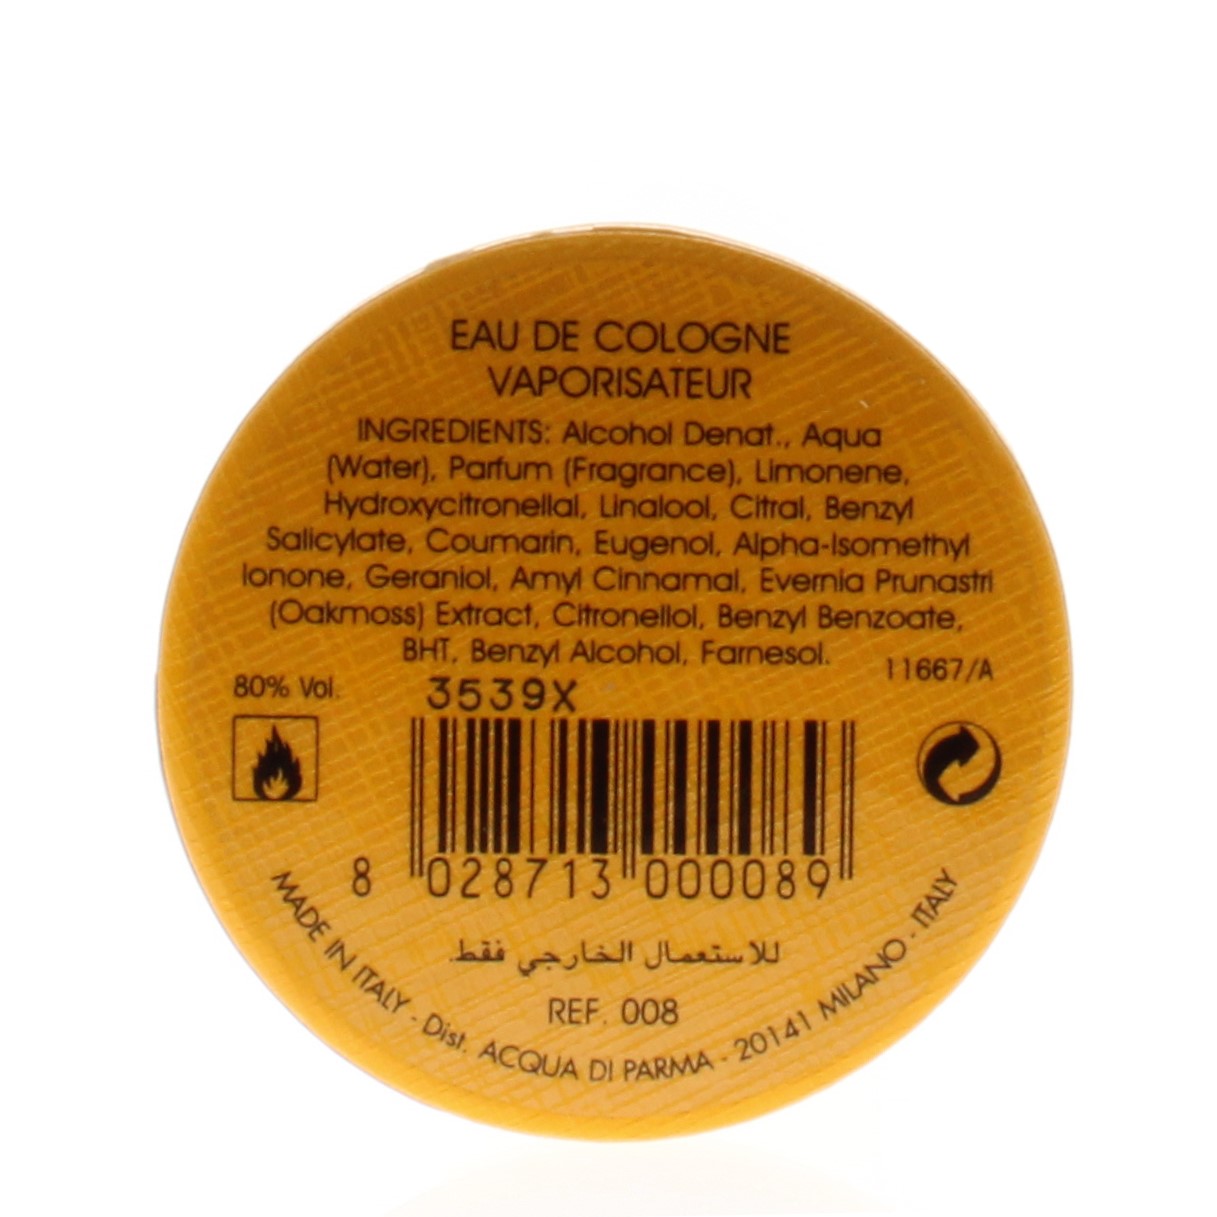 EAU DE COLOGNE
VAPORISATEUR
INGREDIENTS: Alcohol Denat., Aqua
(Water), Parfum (Fragrance), Limonene,
Hydroxycitronellal, Linalool, Citral, Benzyl
Salicylate, Coumarin, Eugenol, Alpha-Isomethyl
Ionone, Geraniol, Amyl Cinnamal, Evernia Prunastri
(Oakmoss) Extract, Citronellol, Benzyl Benzoate,
BHT, Benzyl Alcohol, Farnesol.
11667/A
80% Vol.
3539X
8 028713 000089
للاستعمال الخارجي فقط.
REF. 008
MADE IN ITALY - Dist. ACQUA DI PARMA - 20141 MILANO - ITALY